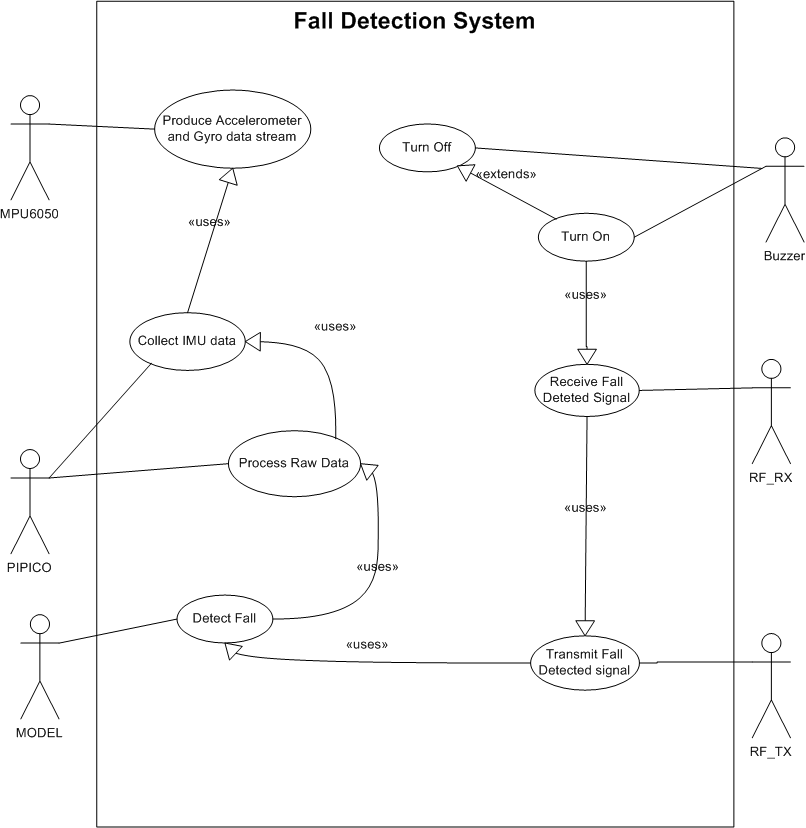 Fall Detection System
Produce Accelerometer
and Gyro data stream
Turn Off
«extends»
MPU6050
«uses»
Turn On
Buzzer
«uses»
«uses»
Collect IMU data
Receive Fall
Deteted Signal
Process Raw Data
RF_RX
«uses»
PIPICO
«uses»
Detect Fall
«uses»
Transmit Fall
Detected signal
MODEL
RF_TX